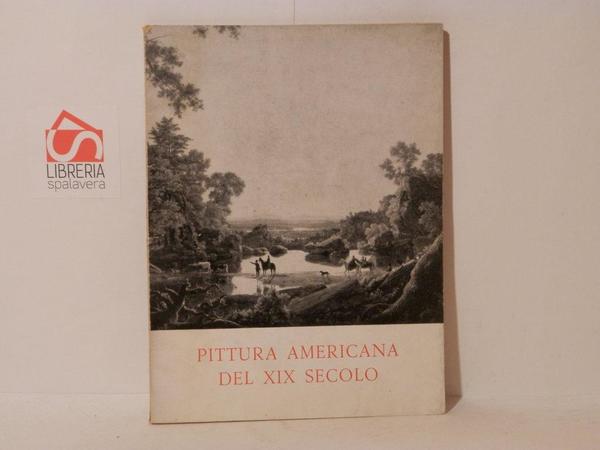 LIBRERIA
spalavera
PITTURA AMERICANA
DEL XIX SECOLO